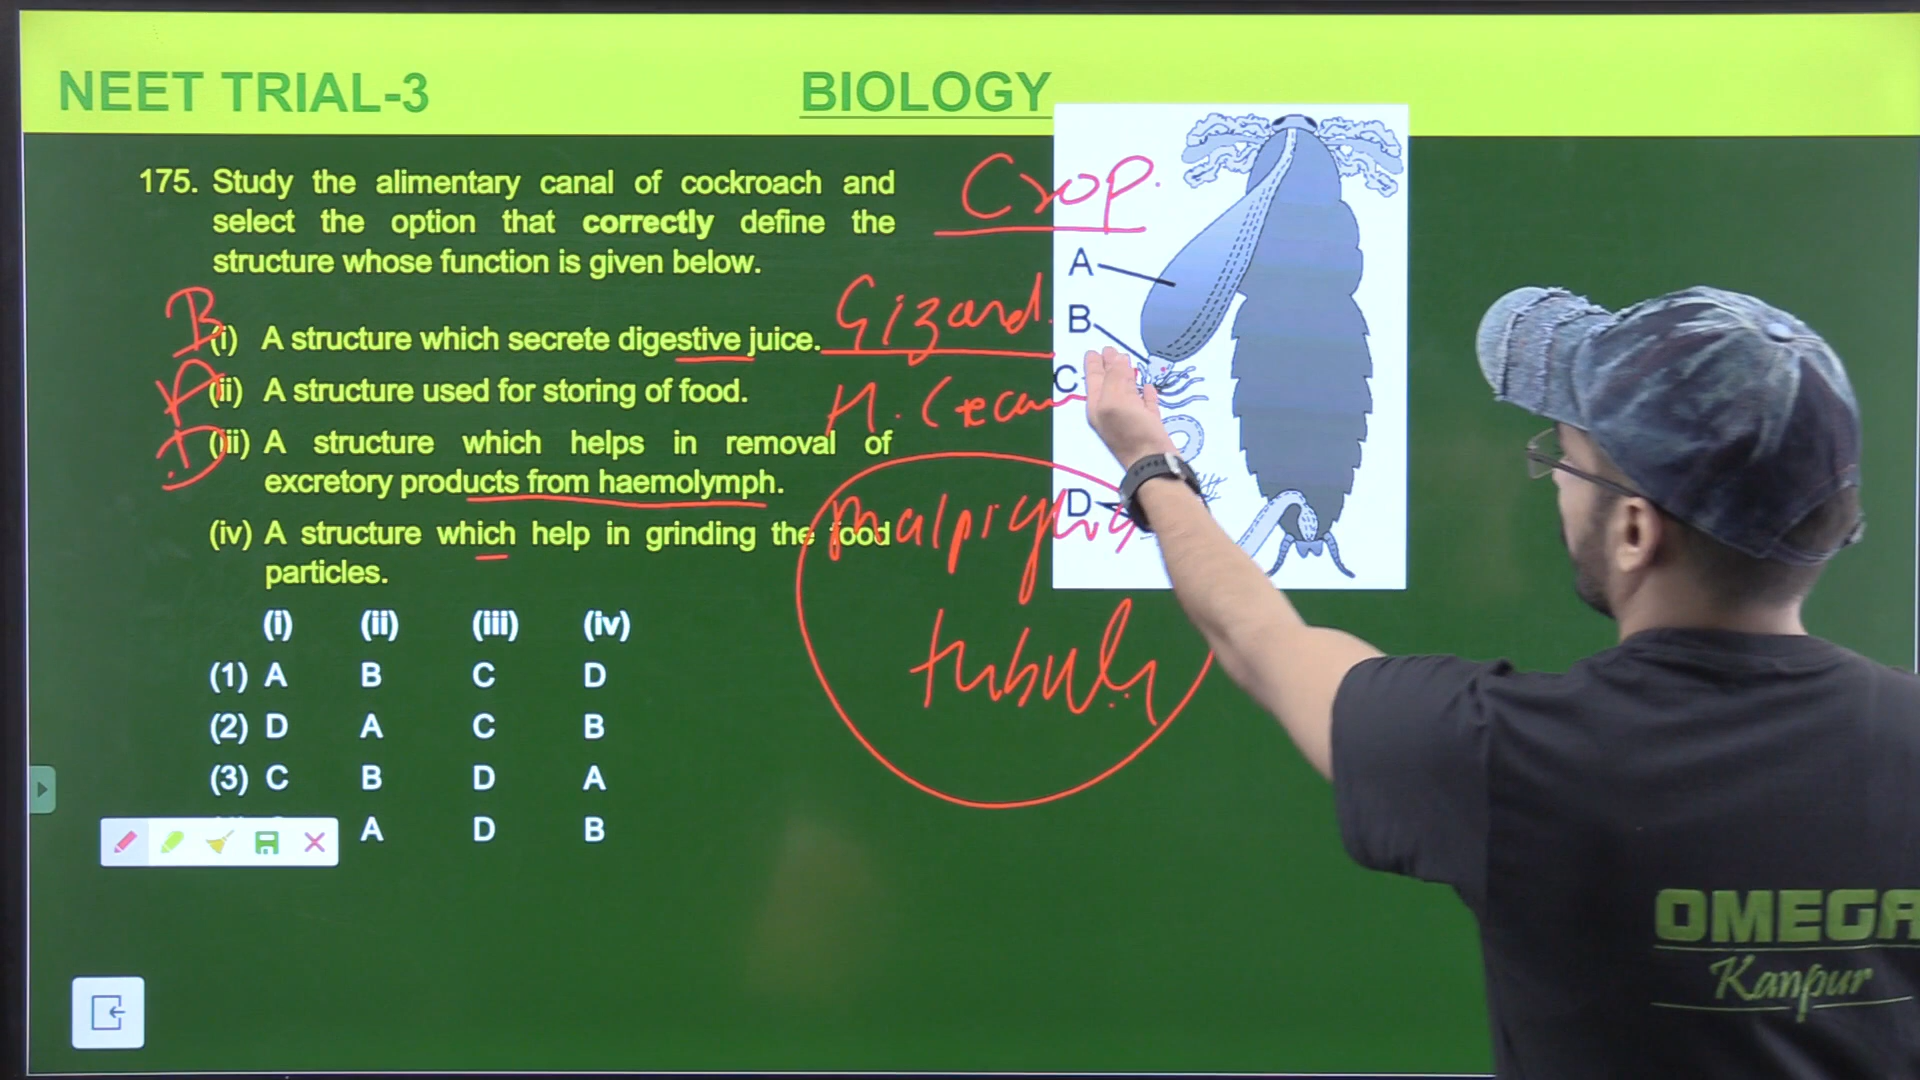 NEET TRIAL-3
BIOLOGY
175. Study the alimentary canal of cockroach and
select the option that correctly define the
structure whose function is given below.
B
(i) A structure which secrete digestive juice.
A
(ii) A structure used for storing of food.
D
(iii) A structure which helps in removal of
excretory products from haemolymph.
(iv) A structure which help in grinding the food
particles.
(i) (ii) (iii) (iv)
(1) A B C D
(2) D A C B
(3) C B D A
A D B
Crop.
Gizard.
H.
tubuli
A
B
C
D
OMEGA
Kanpur